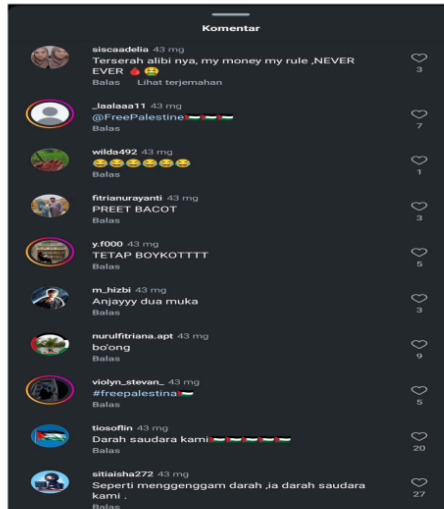 Komentar
siscaadelia 43 mg
Terserah alibi nya, my money my rule ,NEVER
EVER 🩸🤮
3
Balas Lihat terjemahan
_laalaaa11 43 mg
@FreePalestine🇵🇸🇵🇸🇵🇸
7
Balas
wilda492 43 mg
😂😂😂😂😂😂
1
Balas
fitrianurayanti 43 mg
PREET BACOT
3
Balas
y.f000 43 mg
TETAP BOYKOTTTT
5
Balas
m_hizbi 43 mg
Anjayyy dua muka
3
Balas
nurulfitriana.apt 43 mg
bo'ong
9
Balas
violyn_stevan_ 43 mg
#freepalestina🇵🇸
5
Balas
tiosoflin 43 mg
Darah saudara kami🇵🇸🇵🇸🇵🇸🇵🇸🇵🇸
20
Balas
sitiaisha272 43 mg
Seperti menggenggam darah ,ia darah saudara
kami .
27
Balas